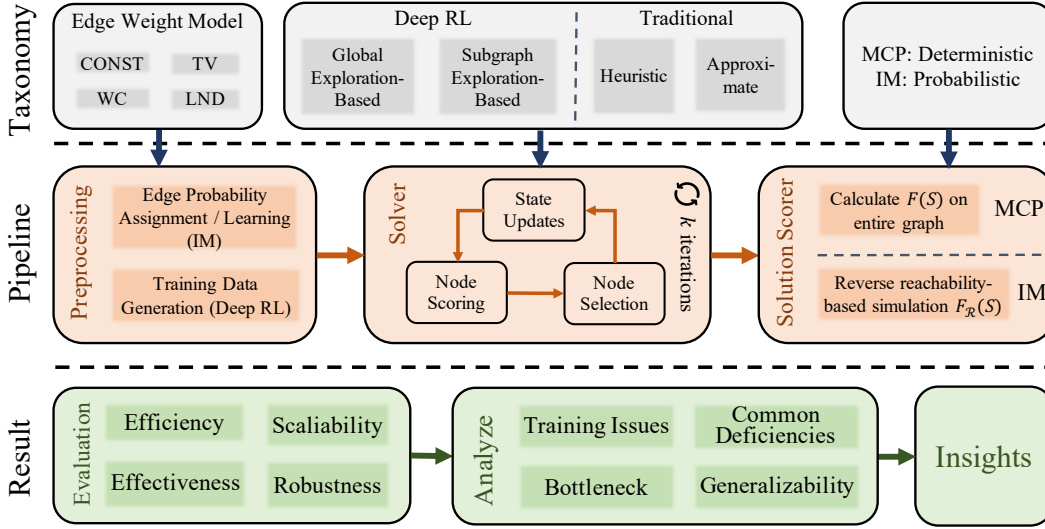 Taxonomy
Edge Weight Model
CONST
TV
WC
LND
Deep RL
Global
Exploration-
Based
Subgraph
Exploration-
Based
Traditional
Heuristic
Approxi-
mate
MCP: Deterministic
IM: Probabilistic
Pipeline
Preprocessing
Edge Probability
Assignment / Learning
(IM)
Training Data
Generation (Deep RL)
Solver
State
Updates
Node
Scoring
Node
Selection
k iterations
Solution Scorer
Calculate F(S) on
entire graph
MCP
Reverse reachability-
based simulation F_ℛ(S)
IM
Result
Evaluation
Efficiency
Scaliability
Effectiveness
Robustness
Analyze
Training Issues
Common
Deficiencies
Bottleneck
Generalizability
Insights